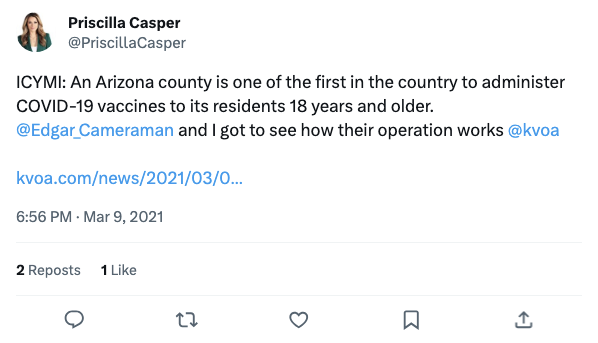 Priscilla Casper
@PriscillaCasper
ICYMI: An Arizona county is one of the first in the country to administer
COVID-19 vaccines to its residents 18 years and older.
@Edgar_Cameraman and I got to see how their operation works @kvoa
kvoa.com/news/2021/03/0...
6:56 PM · Mar 9, 2021
2 Reposts 1 Like